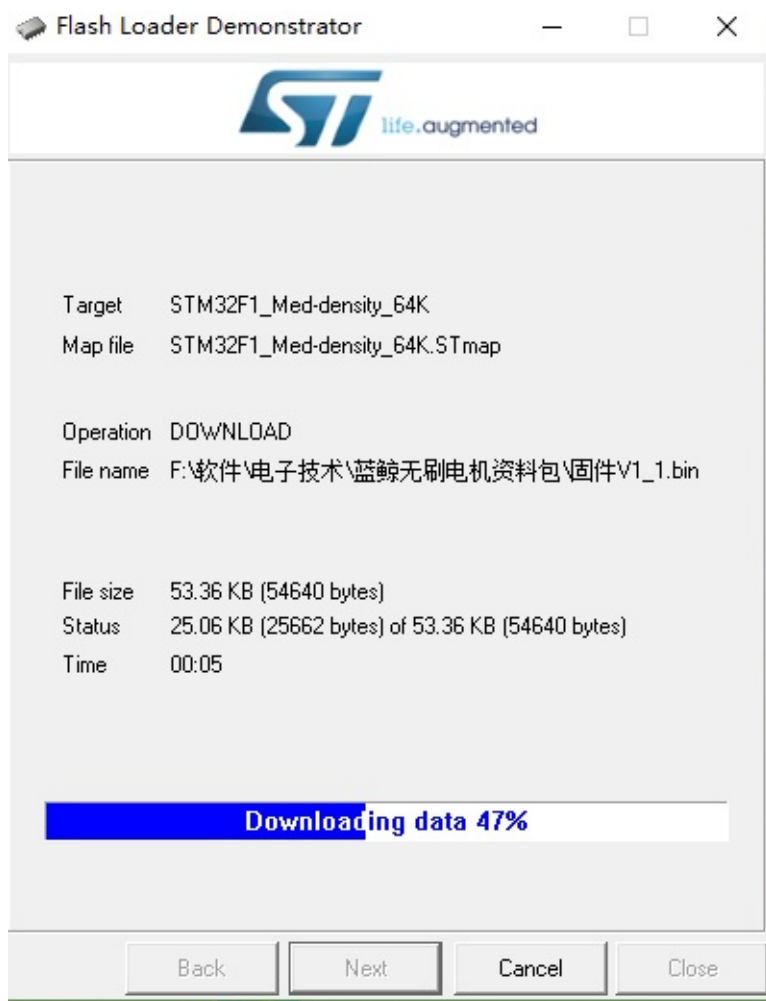 Flash Loader Demonstrator
ST life.augmented
Target STM32F1_Med-density_64K
Map file STM32F1_Med-density_64K.STmap
Operation DOWNLOAD
File name F:\软件\电子技术\蓝鲸无刷电机资料包\固件V1_1.bin
File size 53.36 KB (54640 bytes)
Status 25.06 KB (25662 bytes) of 53.36 KB (54640 bytes)
Time 00:05
Downloading data 47%
Back Next Cancel Close